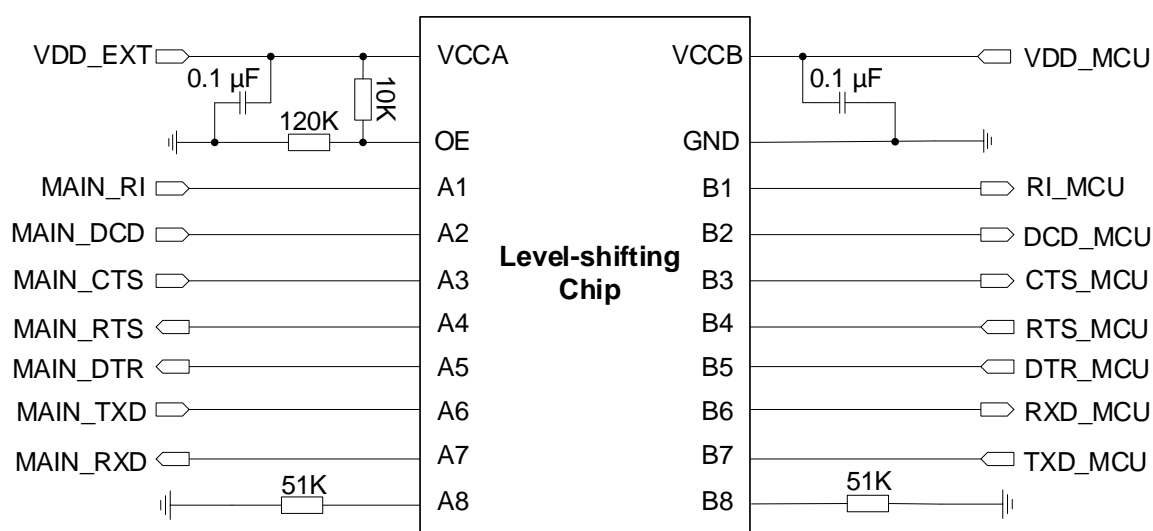 VDD_EXT VCCA VCCB VDD_MCU
0.1 µF 10K 0.1 µF
120K
OE GND
MAIN_RI A1 B1 RI_MCU
MAIN_DCD A2 B2 DCD_MCU
Level-shifting
Chip
MAIN_CTS A3 B3 CTS_MCU
MAIN_RTS A4 B4 RTS_MCU
MAIN_DTR A5 B5 DTR_MCU
MAIN_TXD A6 B6 RXD_MCU
MAIN_RXD A7 B7 TXD_MCU
51K A8 B8 51K